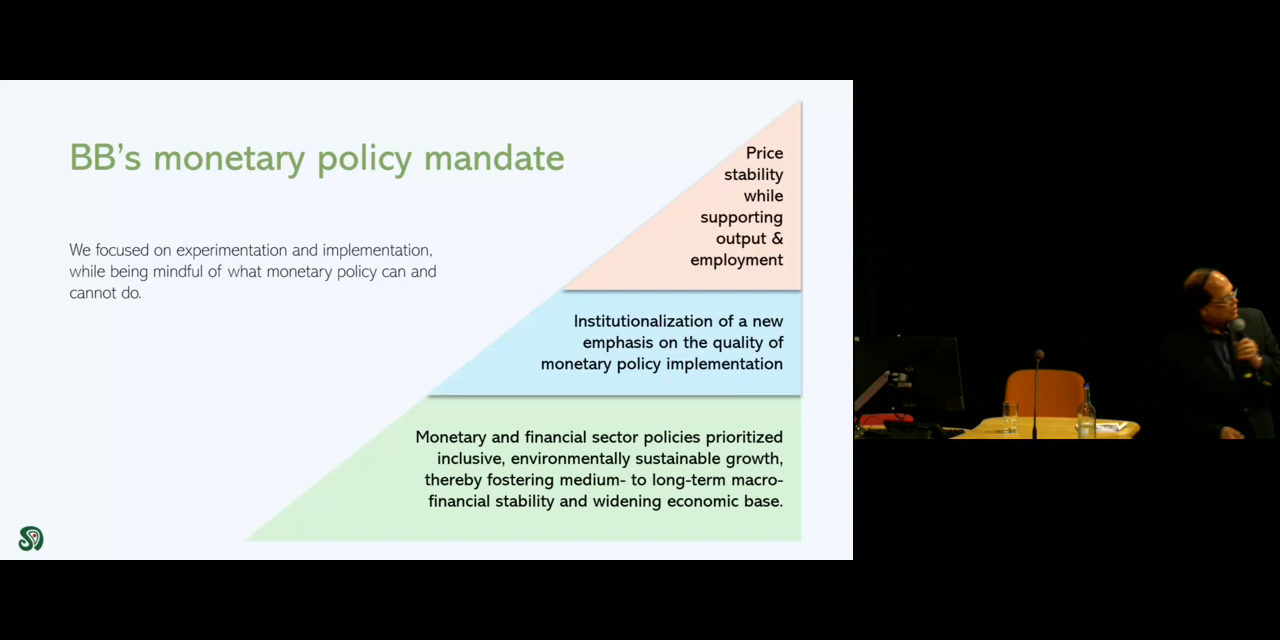 BB's monetary policy mandate
We focused on experimentation and implementation,
while being mindful of what monetary policy can and
cannot do.
Price
stability
while
supporting
output &
employment
Institutionalization of a new
emphasis on the quality of
monetary policy implementation
Monetary and financial sector policies prioritized
inclusive, environmentally sustainable growth,
thereby fostering medium- to long-term macro-
financial stability and widening economic base.